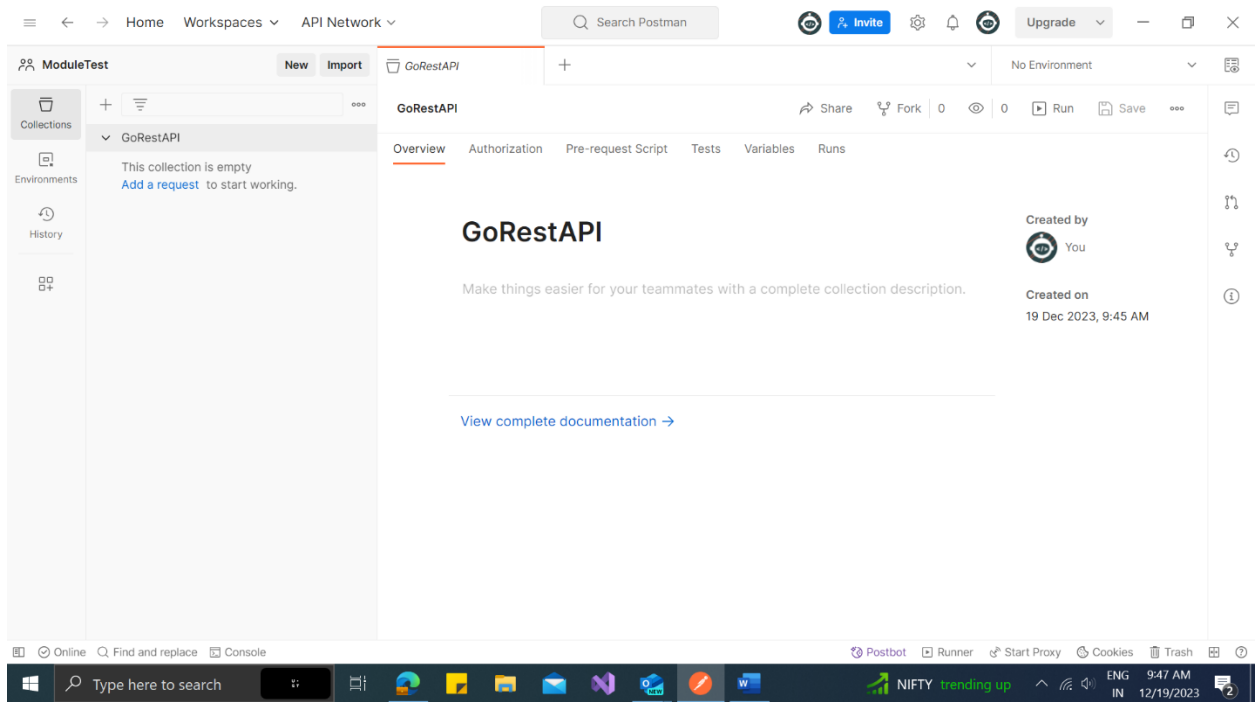 Home Workspaces API Network Search Postman Invite Upgrade
ModuleTest New Import GoRestAPI No Environment
Collections
Environments
History
GoRestAPI
This collection is empty
Add a request to start working.
GoRestAPI Share Fork 0 0 Run Save
Overview Authorization Pre-request Script Tests Variables Runs
GoRestAPI
Make things easier for your teammates with a complete collection description.
View complete documentation →
Created by
You
Created on
19 Dec 2023, 9:45 AM
Online Find and replace Console Postbot Runner Start Proxy Cookies Trash
Type here to search NIFTY trending up
ENG
IN
9:47 AM
12/19/2023
2